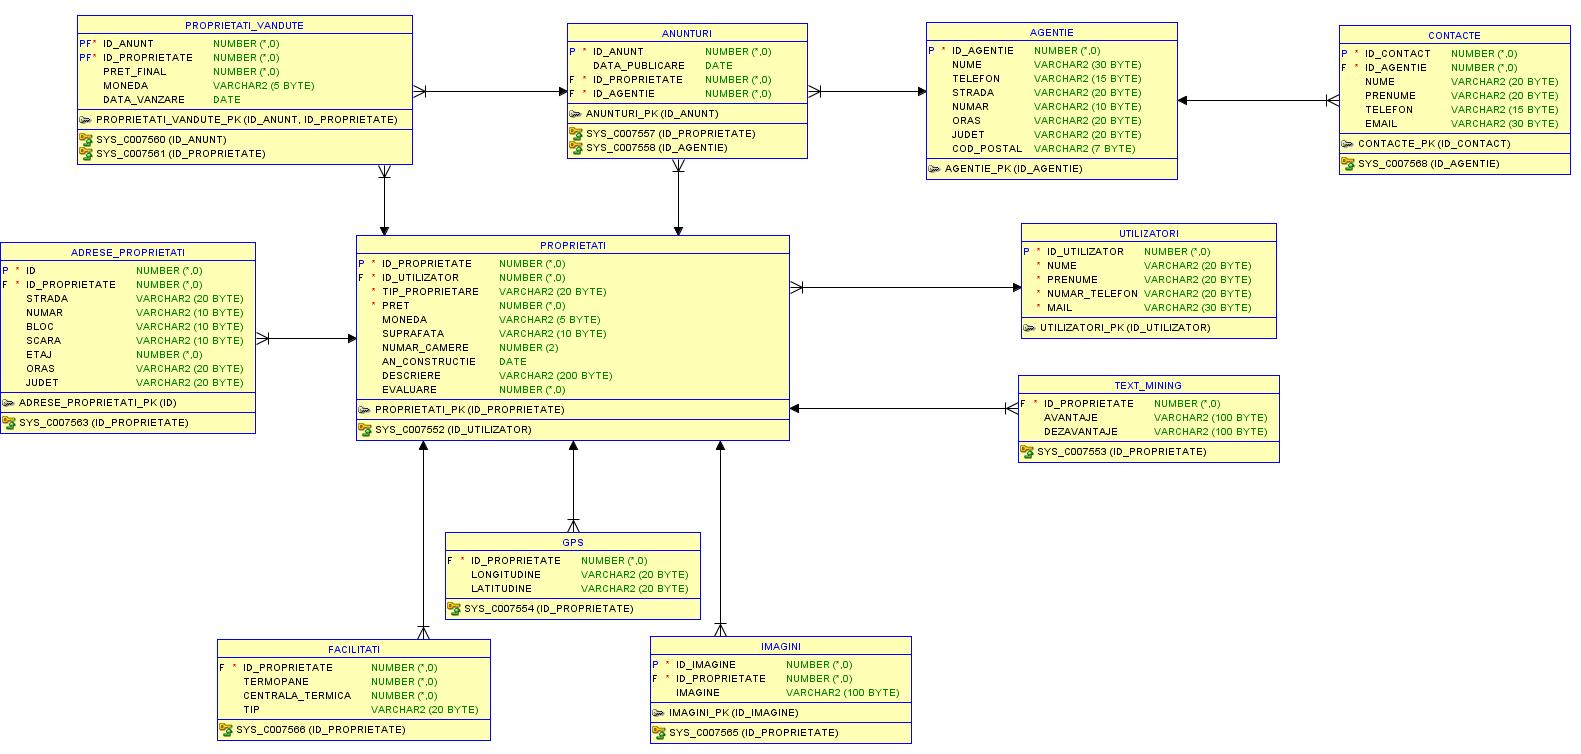 PROPRIETATI_VANDUTE
PF* ID_ANUNT NUMBER (*,0)
PF* ID_PROPRIETATE NUMBER (*,0)
PRET_FINAL NUMBER (*,0)
MONEDA VARCHAR2 (5 BYTE)
DATA_VANZARE DATE
PROPRIETATI_VANDUTE_PK (ID_ANUNT, ID_PROPRIETATE)
SYS_C007560 (ID_ANUNT)
SYS_C007561 (ID_PROPRIETATE)
ANUNTURI
P * ID_ANUNT NUMBER (*,0)
DATA_PUBLICARE DATE
F * ID_PROPRIETATE NUMBER (*,0)
F * ID_AGENTIE NUMBER (*,0)
ANUNTURI_PK (ID_ANUNT)
SYS_C007557 (ID_PROPRIETATE)
SYS_C007558 (ID_AGENTIE)
AGENTIE
P * ID_AGENTIE NUMBER (*,0)
NUME VARCHAR2 (30 BYTE)
TELEFON VARCHAR2 (15 BYTE)
STRADA VARCHAR2 (20 BYTE)
NUMAR VARCHAR2 (10 BYTE)
ORAS VARCHAR2 (20 BYTE)
JUDET VARCHAR2 (20 BYTE)
COD_POSTAL VARCHAR2 (7 BYTE)
AGENTIE_PK (ID_AGENTIE)
CONTACTE
P * ID_CONTACT NUMBER (*,0)
F * ID_AGENTIE NUMBER (*,0)
NUME VARCHAR2 (20 BYTE)
PRENUME VARCHAR2 (20 BYTE)
TELEFON VARCHAR2 (15 BYTE)
EMAIL VARCHAR2 (30 BYTE)
CONTACTE_PK (ID_CONTACT)
SYS_C007568 (ID_AGENTIE)
ADRESE_PROPRIETATI
P * ID NUMBER (*,0)
F * ID_PROPRIETATE NUMBER (*,0)
STRADA VARCHAR2 (20 BYTE)
NUMAR VARCHAR2 (10 BYTE)
BLOC VARCHAR2 (10 BYTE)
SCARA VARCHAR2 (10 BYTE)
ETAJ NUMBER (*,0)
ORAS VARCHAR2 (20 BYTE)
JUDET VARCHAR2 (20 BYTE)
ADRESE_PROPRIETATI_PK (ID)
SYS_C007563 (ID_PROPRIETATE)
PROPRIETATI
P * ID_PROPRIETATE NUMBER (*,0)
F * ID_UTILIZATOR NUMBER (*,0)
* TIP_PROPRIETARE VARCHAR2 (20 BYTE)
* PRET NUMBER (*,0)
MONEDA VARCHAR2 (5 BYTE)
SUPRAFATA VARCHAR2 (10 BYTE)
NUMAR_CAMERE NUMBER (2)
AN_CONSTRUCTIE DATE
DESCRIERE VARCHAR2 (200 BYTE)
EVALUARE NUMBER (*,0)
PROPRIETATI_PK (ID_PROPRIETATE)
SYS_C007552 (ID_UTILIZATOR)
UTILIZATORI
P * ID_UTILIZATOR NUMBER (*,0)
* NUME VARCHAR2 (20 BYTE)
* PRENUME VARCHAR2 (20 BYTE)
* NUMAR_TELEFON VARCHAR2 (20 BYTE)
* MAIL VARCHAR2 (30 BYTE)
UTILIZATORI_PK (ID_UTILIZATOR)
TEXT_MINING
F * ID_PROPRIETATE NUMBER (*,0)
AVANTAJE VARCHAR2 (100 BYTE)
DEZAVANTAJE VARCHAR2 (100 BYTE)
SYS_C007553 (ID_PROPRIETATE)
GPS
F * ID_PROPRIETATE NUMBER (*,0)
LONGITUDINE VARCHAR2 (20 BYTE)
LATITUDINE VARCHAR2 (20 BYTE)
SYS_C007554 (ID_PROPRIETATE)
FACILITATI
F * ID_PROPRIETATE NUMBER (*,0)
TERMOPANE NUMBER (*,0)
CENTRALA_TERMICA NUMBER (*,0)
TIP VARCHAR2 (20 BYTE)
SYS_C007566 (ID_PROPRIETATE)
IMAGINI
P * ID_IMAGINE NUMBER (*,0)
F * ID_PROPRIETATE NUMBER (*,0)
IMAGINE VARCHAR2 (100 BYTE)
IMAGINI_PK (ID_IMAGINE)
SYS_C007565 (ID_PROPRIETATE)